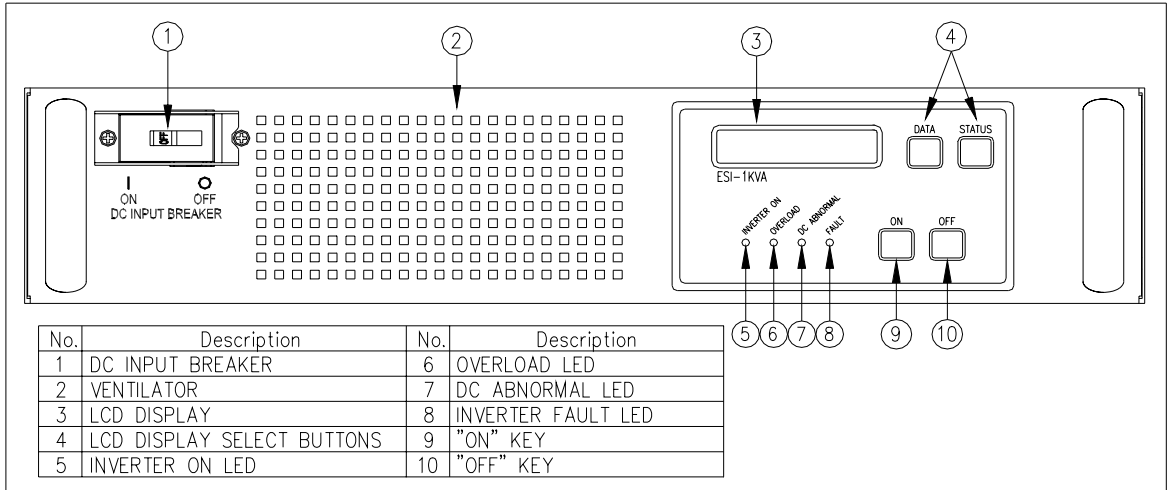 1
2
3
4
OFF
I O
ON OFF
DC INPUT BREAKER
DATA STATUS
ESI-1KVA
INVERTER ON
OVERLOAD
DC ABNORMAL
FAULT
ON OFF
5 6 7 8 9 10
No. Description No. Description
1 DC INPUT BREAKER 6 OVERLOAD LED
2 VENTILATOR 7 DC ABNORMAL LED
3 LCD DISPLAY 8 INVERTER FAULT LED
4 LCD DISPLAY SELECT BUTTONS 9 "ON" KEY
5 INVERTER ON LED 10 "OFF" KEY